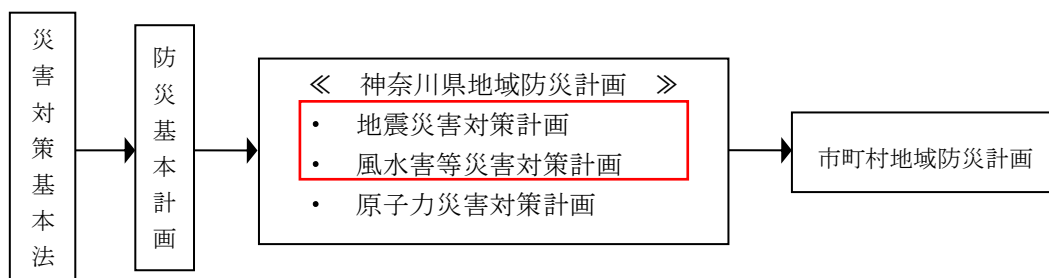 災害対策基本法
防災基本計画
≪ 神奈川県地域防災計画 ≫
・ 地震災害対策計画
・ 風水害等災害対策計画
・ 原子力災害対策計画
市町村地域防災計画